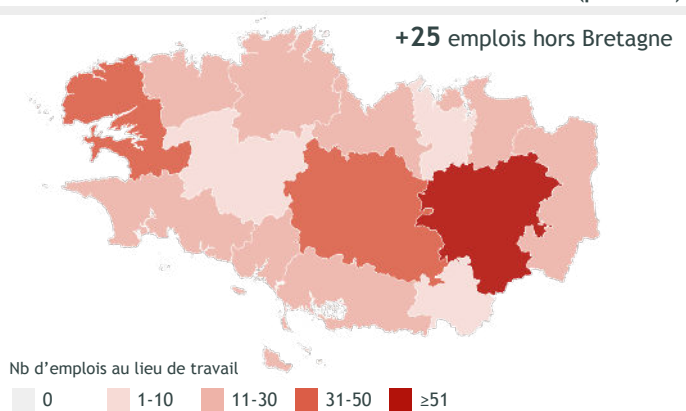 +25 emplois hors Bretagne
Nb d'emplois au lieu de travail
0
1-10
11-30
31-50
≥51